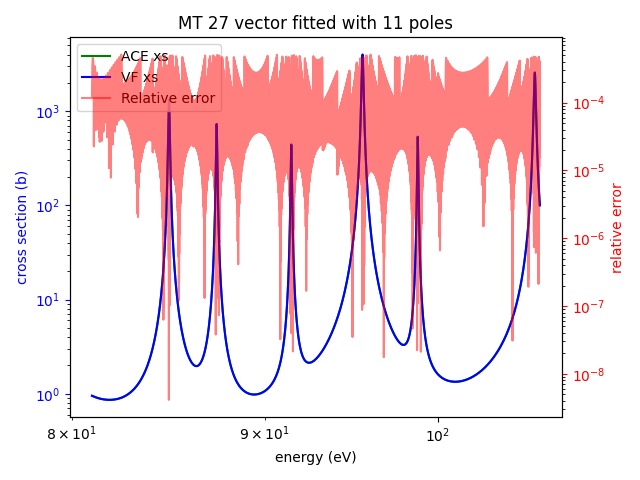 MT 27 vector fitted with 11 poles
ACE xs
VF xs
Relative error
cross section (b)
10³
10²
10¹
10⁰
10⁻⁴
10⁻⁵
10⁻⁶
10⁻⁷
10⁻⁸
relative error
8 × 10¹
9 × 10¹
10²
energy (eV)